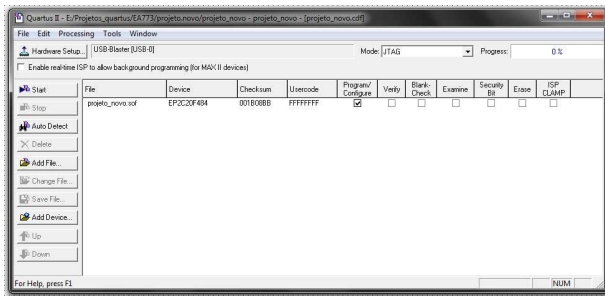 Quartus II - E:/Projetos_quartus/EA773/projeto.novo/projeto_novo - projeto_novo - [projeto_novo.cdf]
File Edit Processing Tools Window
Hardware Setup... USB-Blaster [USB-0] Mode: JTAG Progress: 0 %
Enable real-time ISP to allow background programming (for MAX II devices)
Start
Stop
Auto Detect
Delete
Add File...
Change File...
Save File...
Add Device...
Up
Down
File Device Checksum Usercode Program/Configure Verify Blank-Check Examine Security Bit Erase ISP CLAMP
projeto_novo.sof EP2C20F484 001B08BB FFFFFFFF
For Help, press F1 NUM